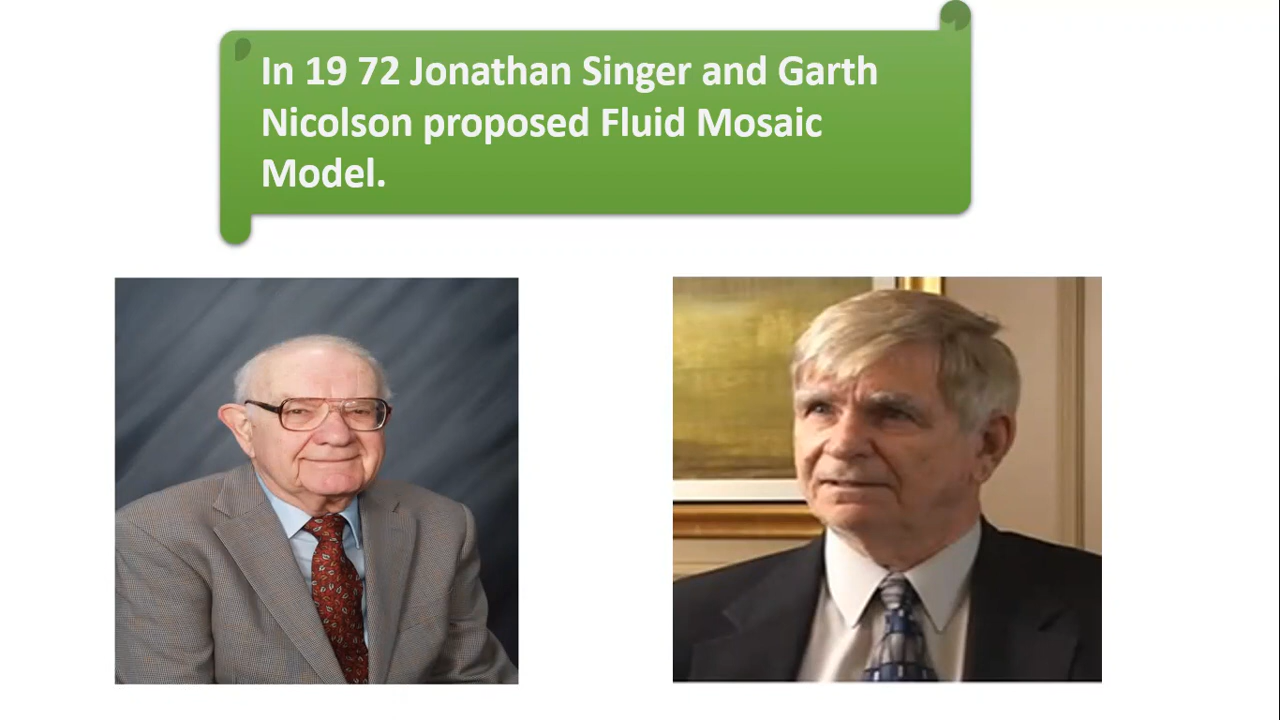 In 19 72 Jonathan Singer and Garth
Nicolson proposed Fluid Mosaic
Model.